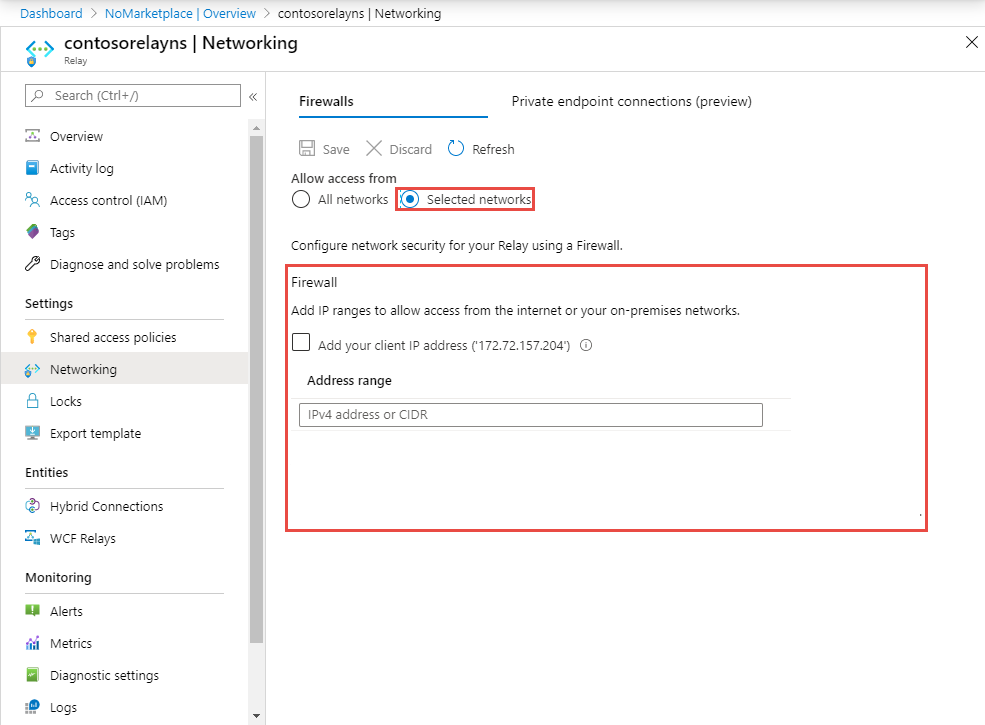 Dashboard > NoMarketplace | Overview > contosorelayns | Networking
contosorelayns | Networking
Relay
Search (Ctrl+/)
«
Overview
Activity log
Access control (IAM)
Tags
Diagnose and solve problems
Settings
Shared access policies
Networking
Locks
Export template
Entities
Hybrid Connections
WCF Relays
Monitoring
Alerts
Metrics
Diagnostic settings
Logs
Firewalls
Private endpoint connections (preview)
Save
Discard
Refresh
Allow access from
All networks
Selected networks
Configure network security for your Relay using a Firewall.
Firewall
Add IP ranges to allow access from the internet or your on-premises networks.
Add your client IP address ('172.72.157.204')
Address range
IPv4 address or CIDR